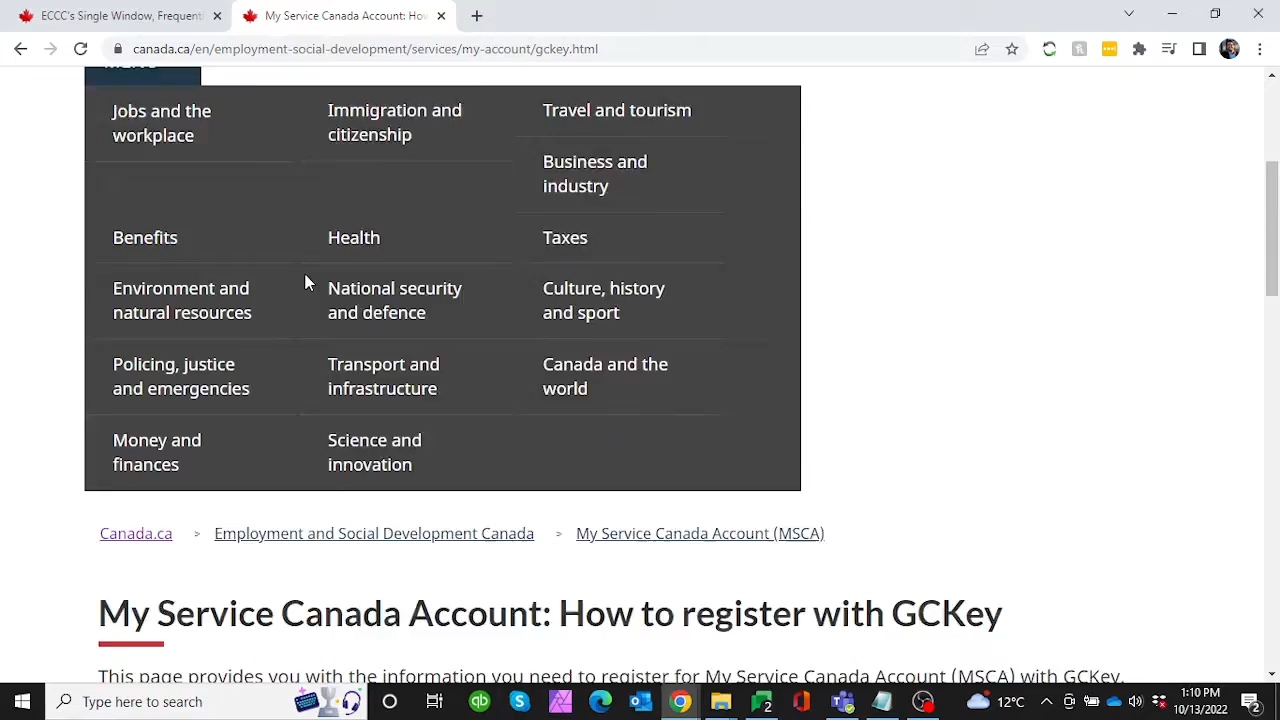 ECCC's Single Window, Frequent
My Service Canada Account: How
canada.ca/en/employment-social-development/services/my-account/gckey.html
Jobs and the
workplace
Immigration and
citizenship
Travel and tourism
Business and
industry
Benefits
Health
Taxes
Environment and
natural resources
National security
and defence
Culture, history
and sport
Policing, justice
and emergencies
Transport and
infrastructure
Canada and the
world
Money and
finances
Science and
innovation
Canada.ca > Employment and Social Development Canada > My Service Canada Account (MSCA)
My Service Canada Account: How to register with GCKey
This page provides you with the information you need to register for My Service Canada Account (MSCA) with GCKey.
Type here to search
qb
2
12°C
1:10 PM
10/13/2022
2